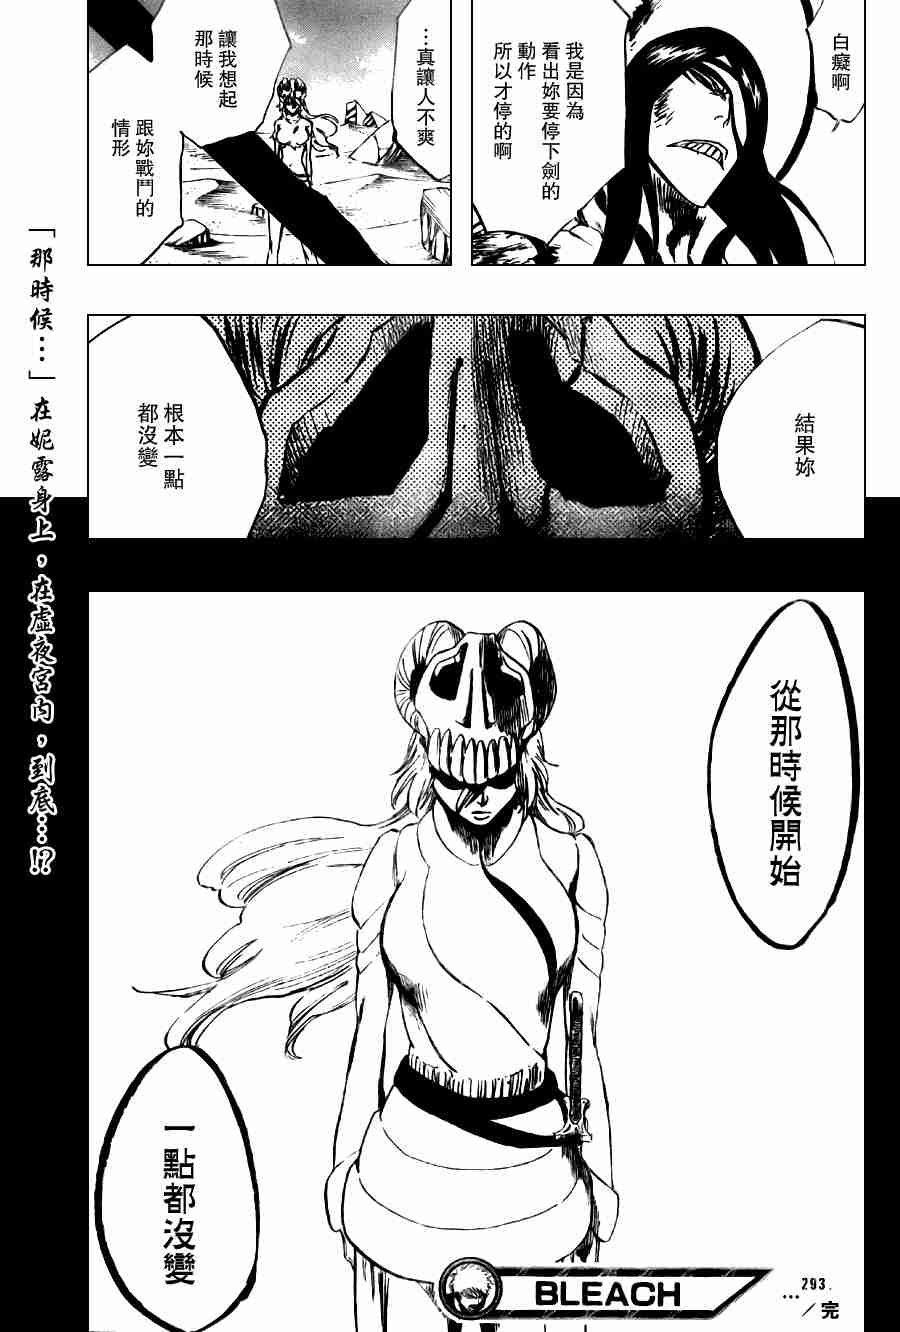 白癡啊
我是因為
看出妳要停下劍的
動作
所以才停的啊
…真讓人不爽
讓我想起
那時候
跟妳戰鬥的
情形
結果妳
根本一點
都沒變
從那時候開始
一點都沒變
「那時候…」在妮露身上，在虛夜宮內，到底…!?
BLEACH
293.
…
/完